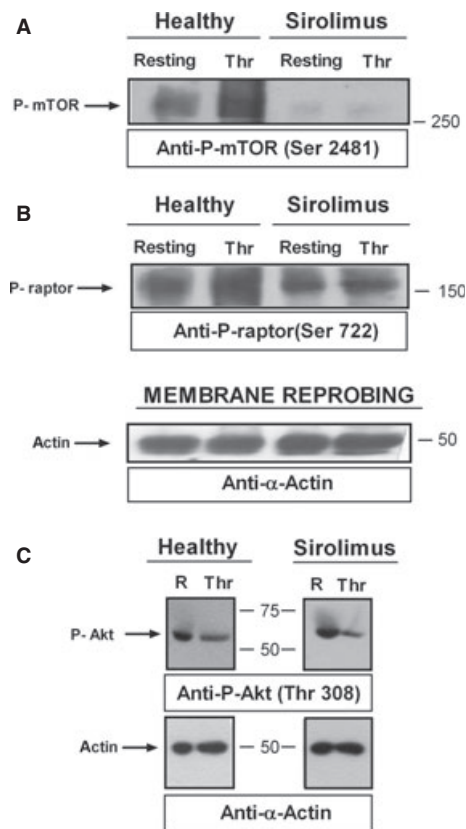 A
Healthy Sirolimus
Resting Thr Resting Thr
P- mTOR
250
Anti-P-mTOR (Ser 2481)
B
Healthy Sirolimus
Resting Thr Resting Thr
P- raptor
150
Anti-P-raptor(Ser 722)
MEMBRANE REPROBING
Actin
50
Anti-α-Actin
C
Healthy Sirolimus
R Thr R Thr
75
P- Akt
50
Anti-P-Akt (Thr 308)
Actin
50
Anti-α-Actin